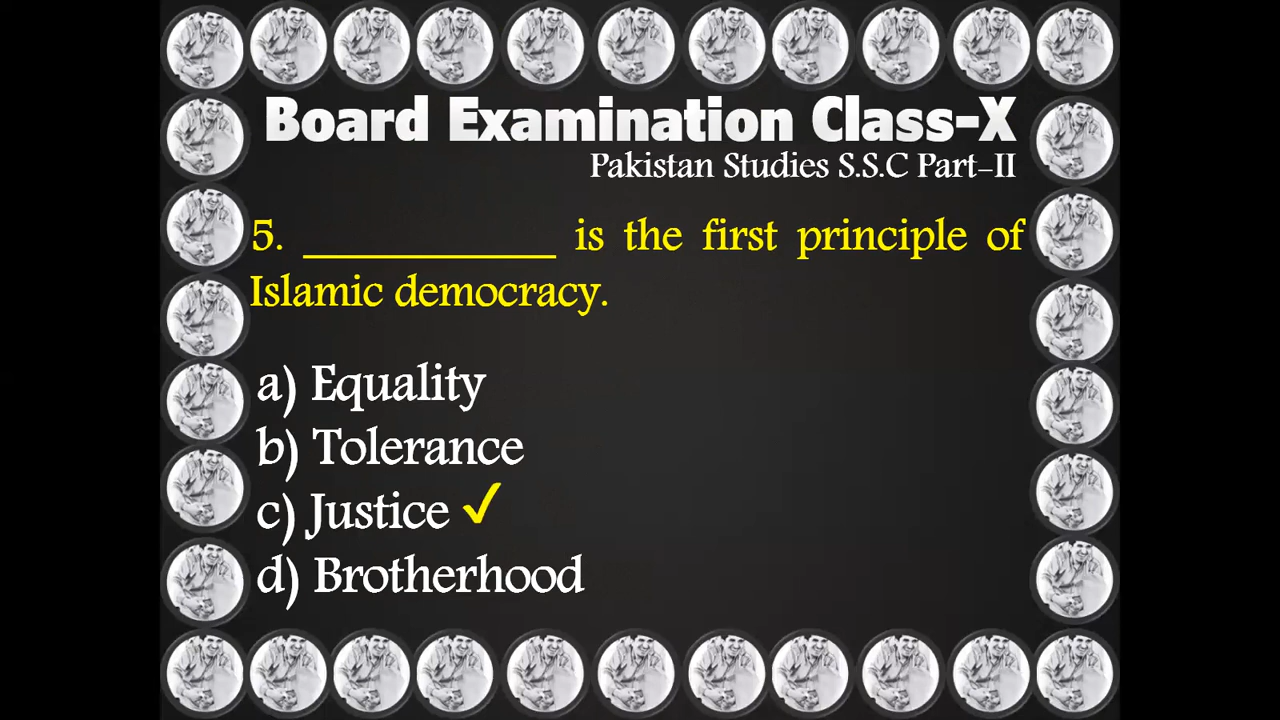 Board Examination Class-X
Pakistan Studies S.S.C Part-II
5. ___________ is the first principle of
Islamic democracy.
a) Equality
b) Tolerance
c) Justice ✓
d) Brotherhood